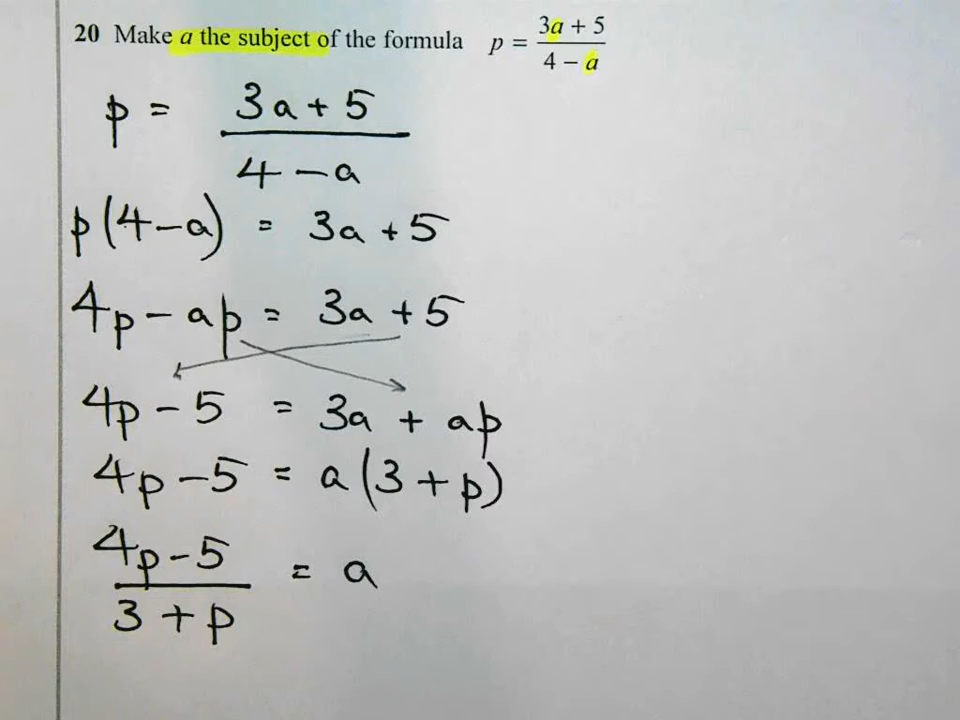 20 Make a the subject of the formula p = (3a + 5)/(4 − a)
p = (3a + 5)/(4 − a)
p(4 − a) = 3a + 5
4p − ap = 3a + 5
4p − 5 = 3a + ap
4p − 5 = a(3 + p)
(4p − 5)/(3 + p) = a